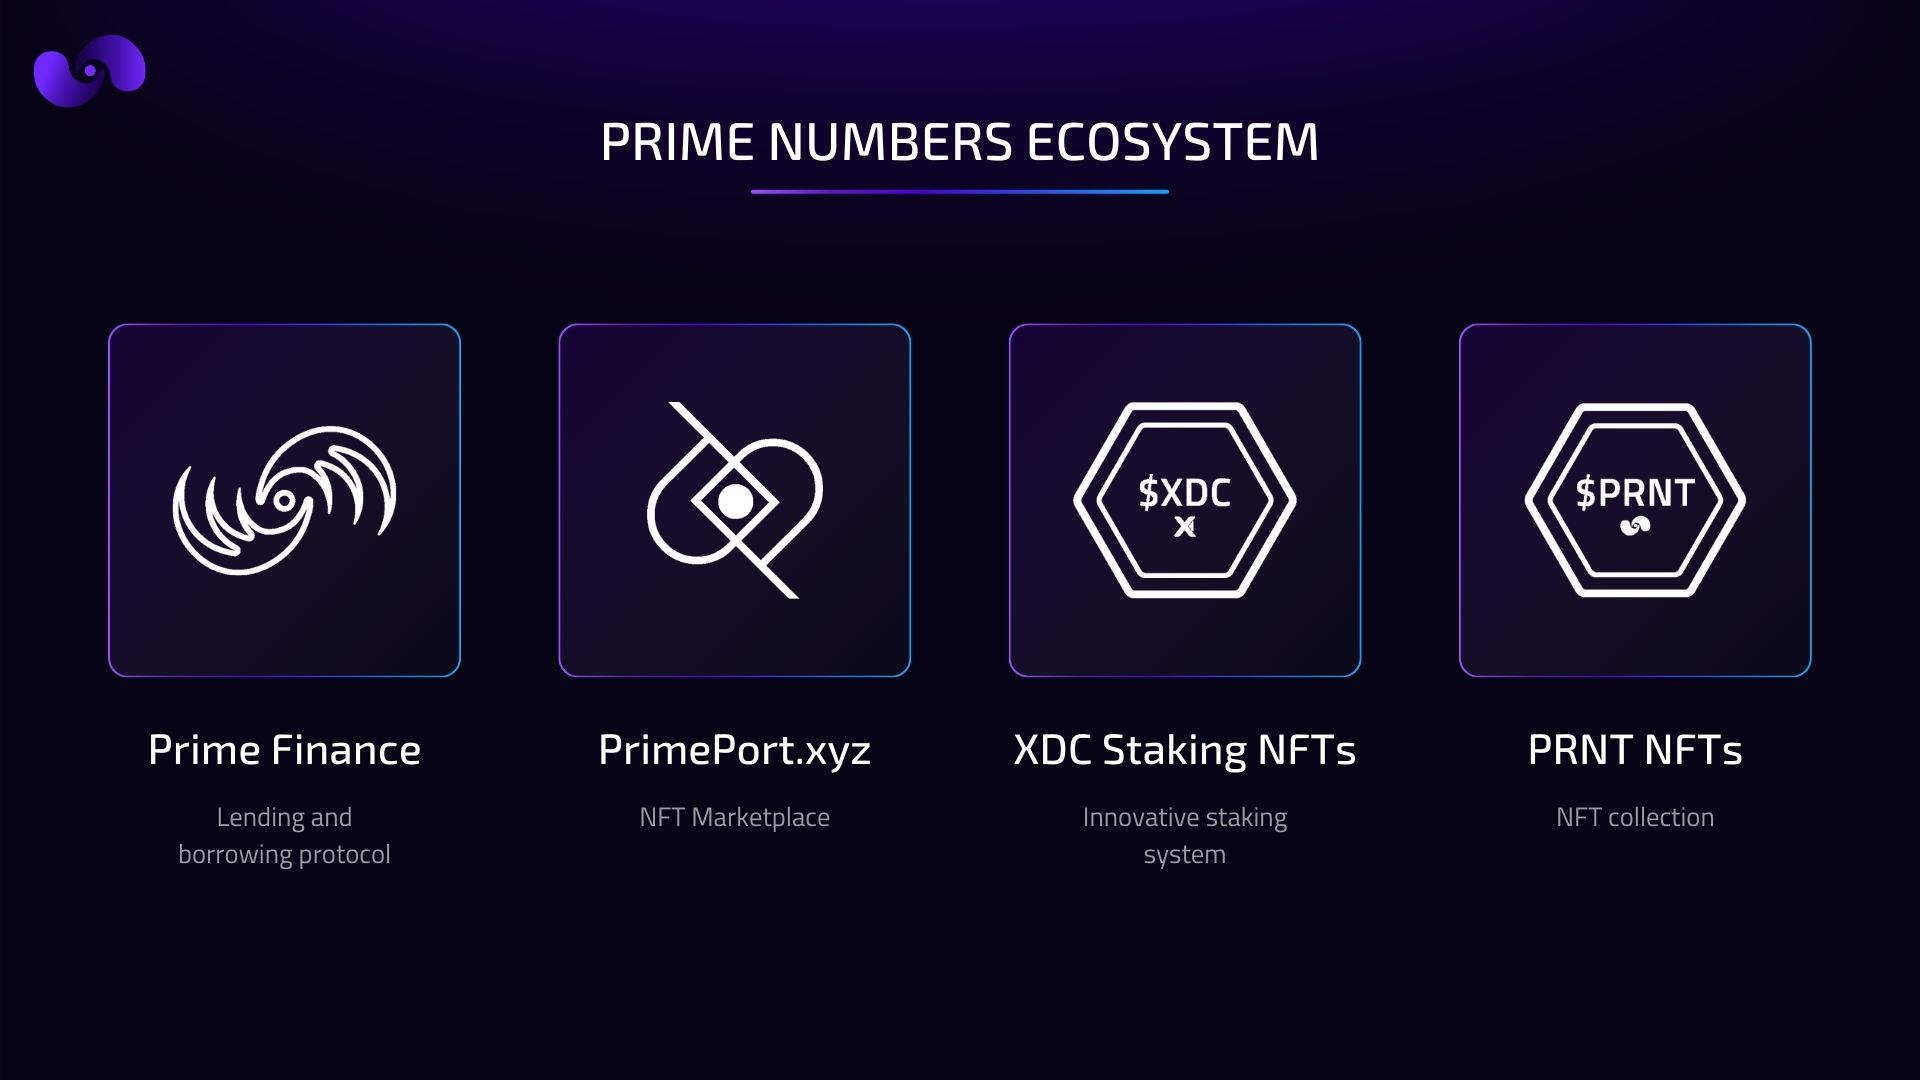 PRIME NUMBERS ECOSYSTEM
$XDC
$PRNT
Prime Finance
PrimePort.xyz
XDC Staking NFTs
PRNT NFTs
Lending and
borrowing protocol
NFT Marketplace
Innovative staking
system
NFT collection